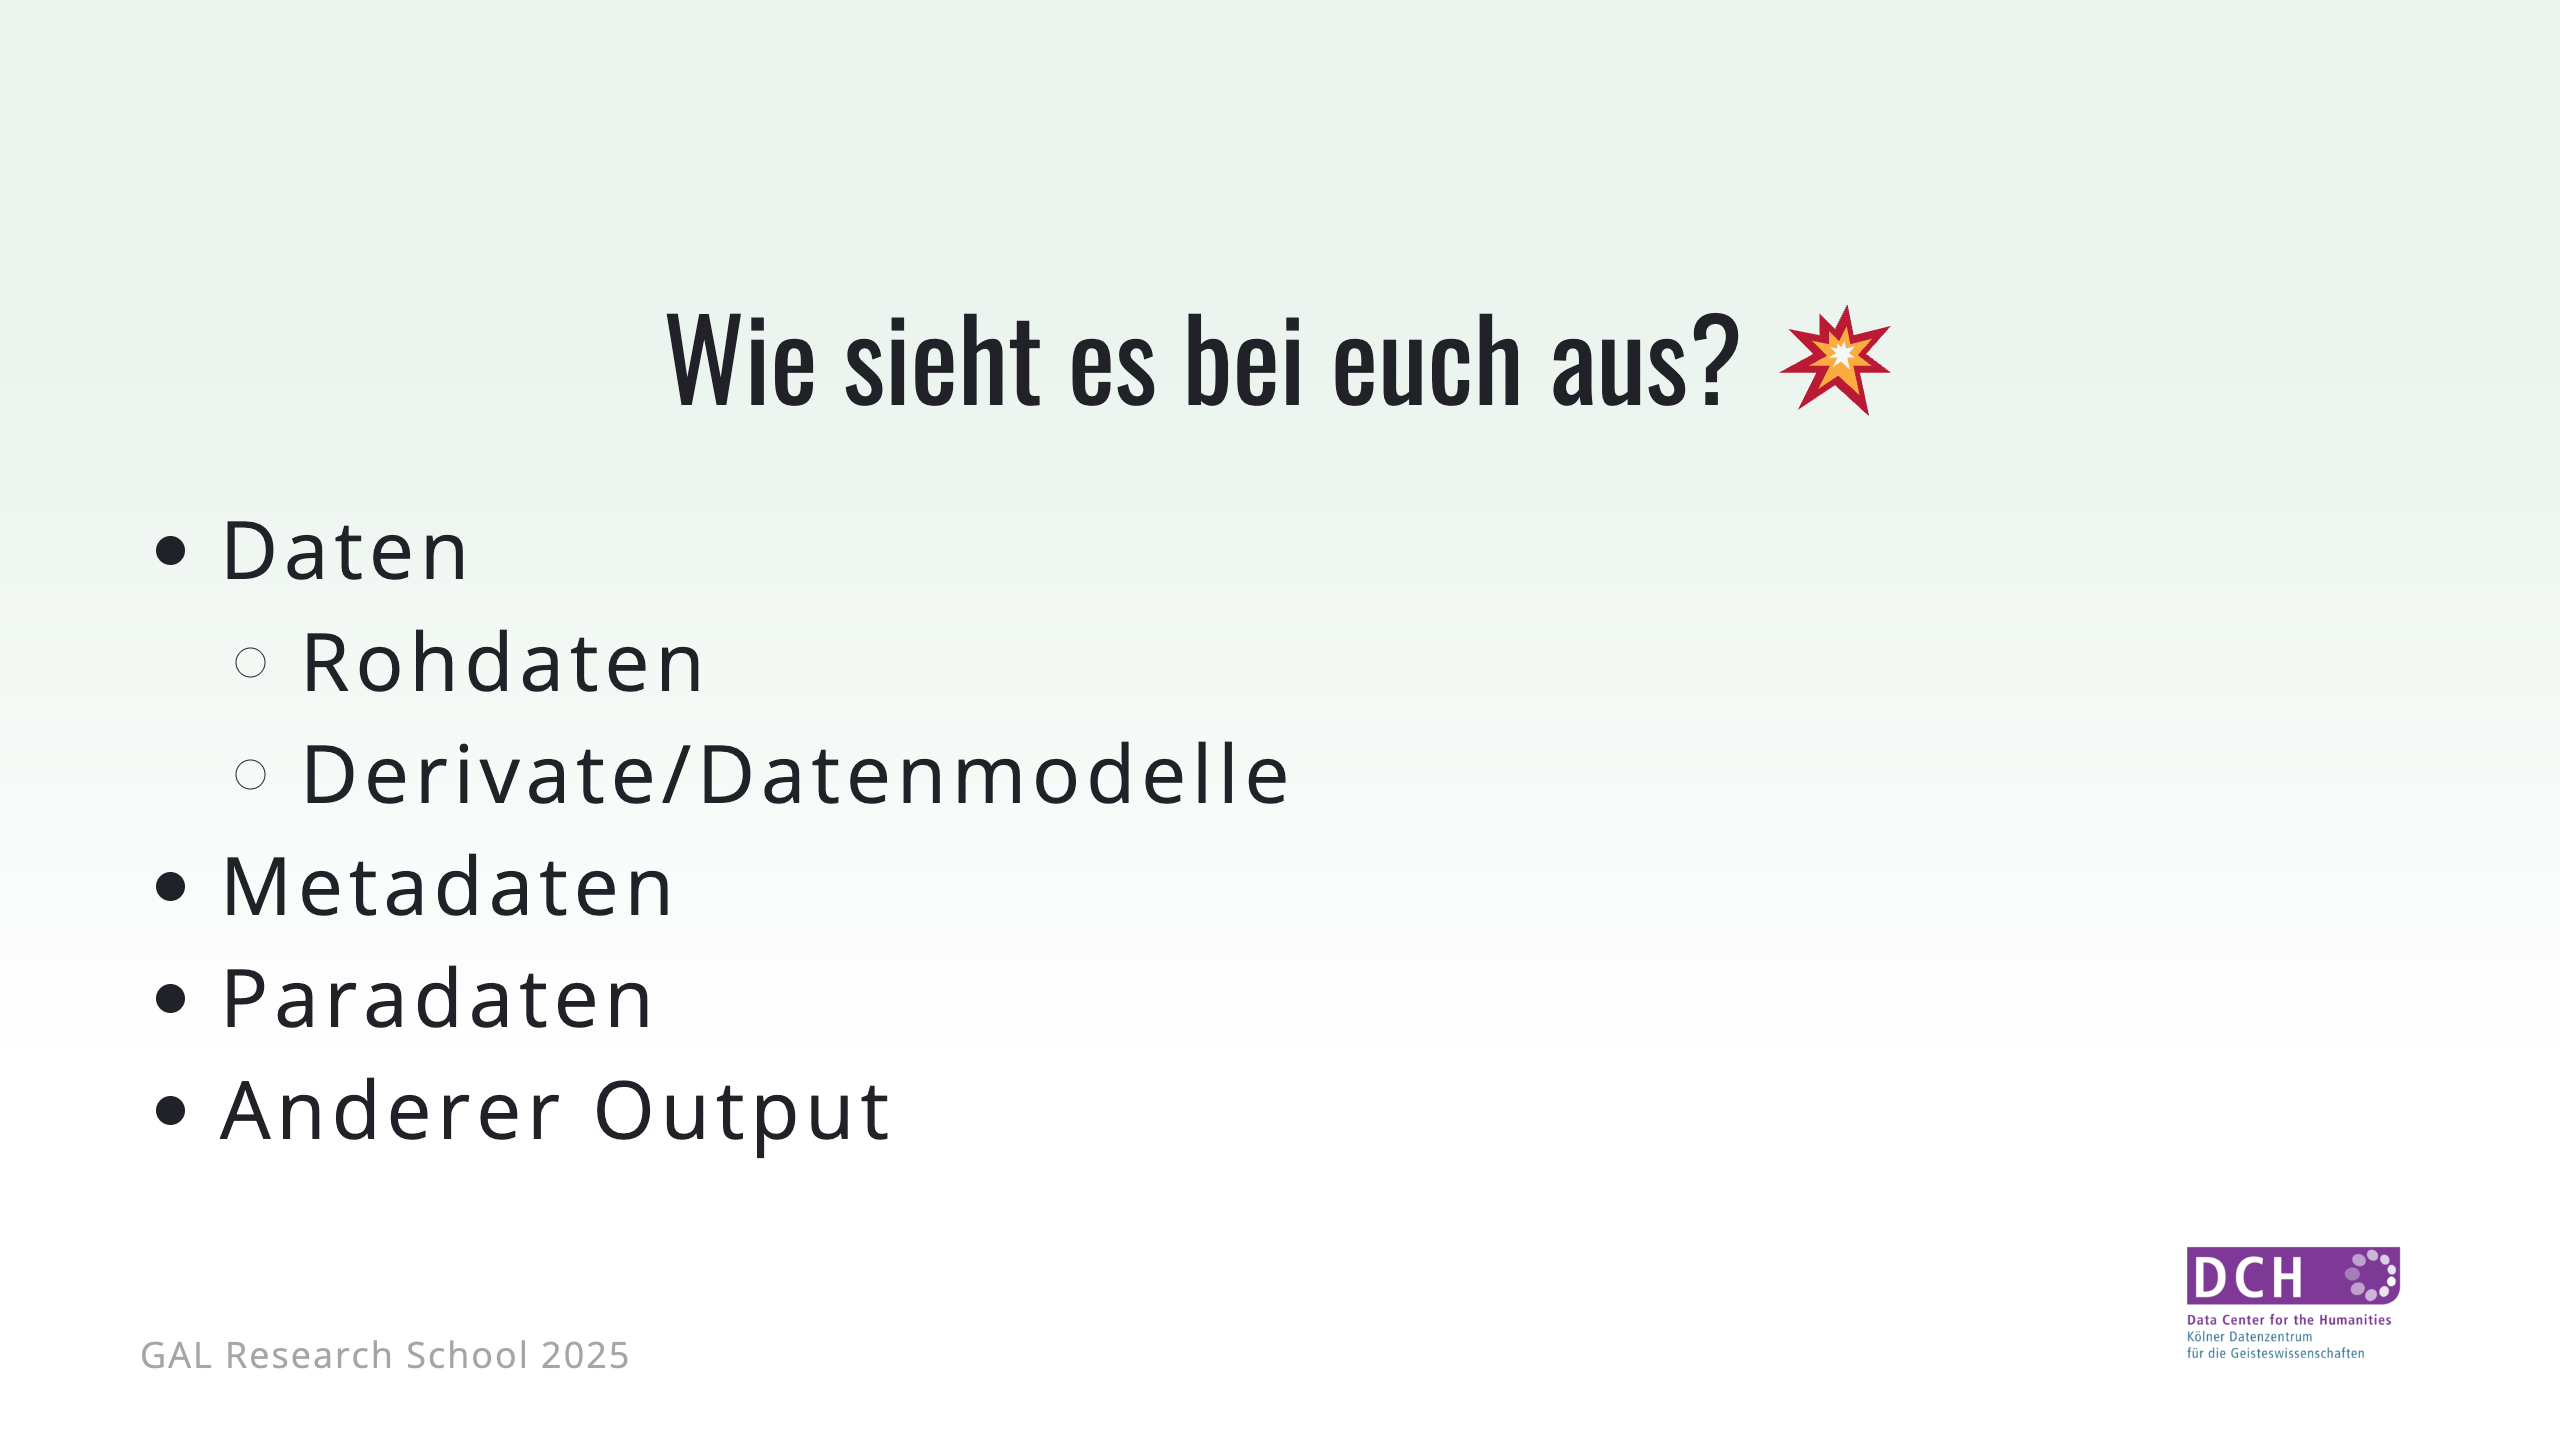 Wie sieht es bei euch aus? 💥
Daten
Rohdaten
Derivate/Datenmodelle
Metadaten
Paradaten
Anderer Output
GAL Research School 2025
DCH
Data Center for the Humanities
Kölner Datenzentrum
für die Geisteswissenschaften